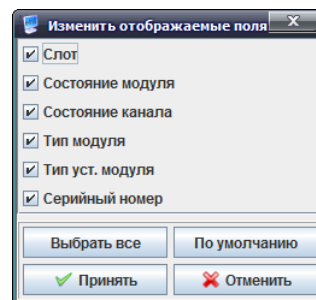 Изменить отображаемые поля
Слот
Состояние модуля
Состояние канала
Тип модуля
Тип уст. модуля
Серийный номер
Выбрать все По умолчанию
Принять Отменить